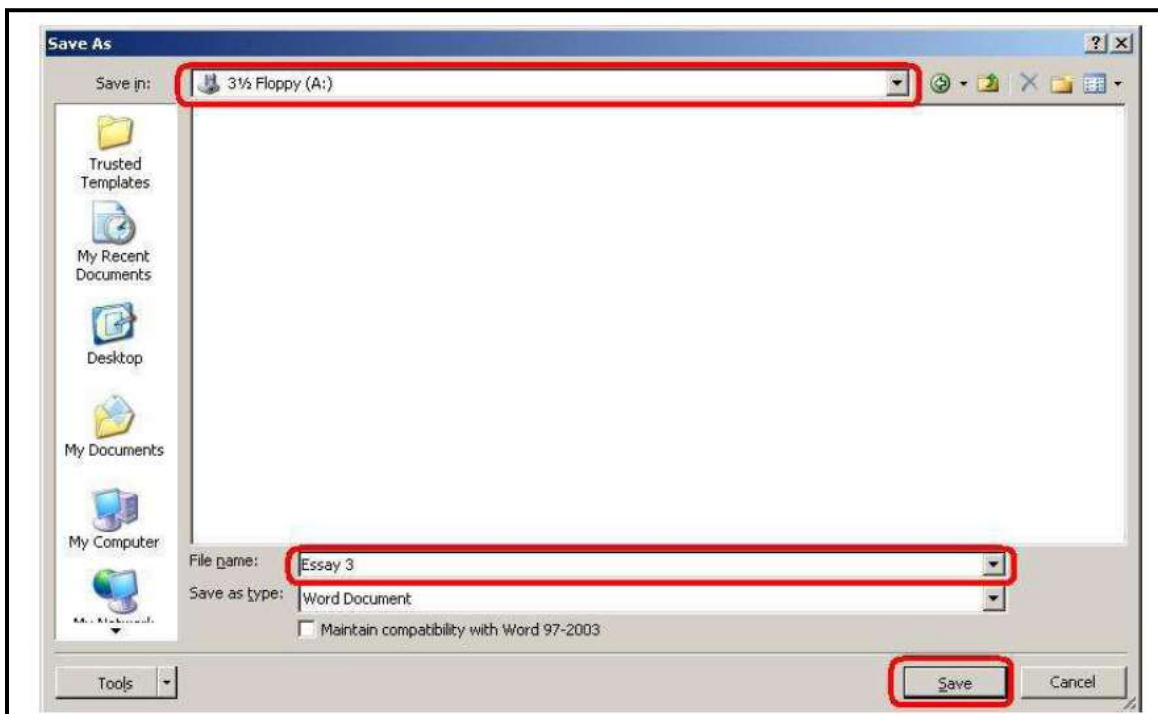 Save As
Save in:
3½ Floppy (A:)
Trusted
Templates
My Recent
Documents
Desktop
My Documents
My Computer
File name:
Essay 3
Save as type:
Word Document
Maintain compatibility with Word 97-2003
Tools
Save
Cancel